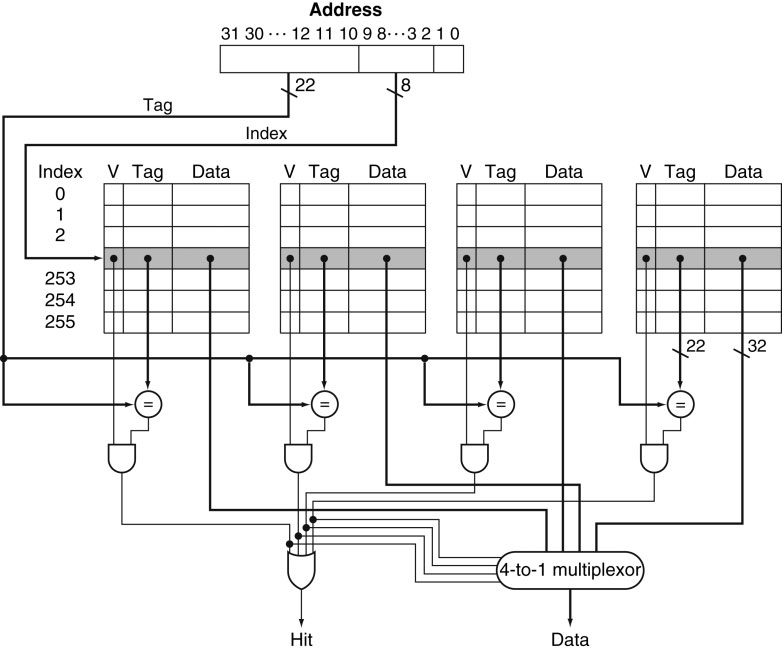 Address
31 30 ··· 12 11 10 9 8···3 2 1 0
22
8
Tag
Index
Index V Tag Data V Tag Data V Tag Data V Tag Data
0
1
2
253
254
255
22 32
= = = =
4-to-1 multiplexor
Hit Data